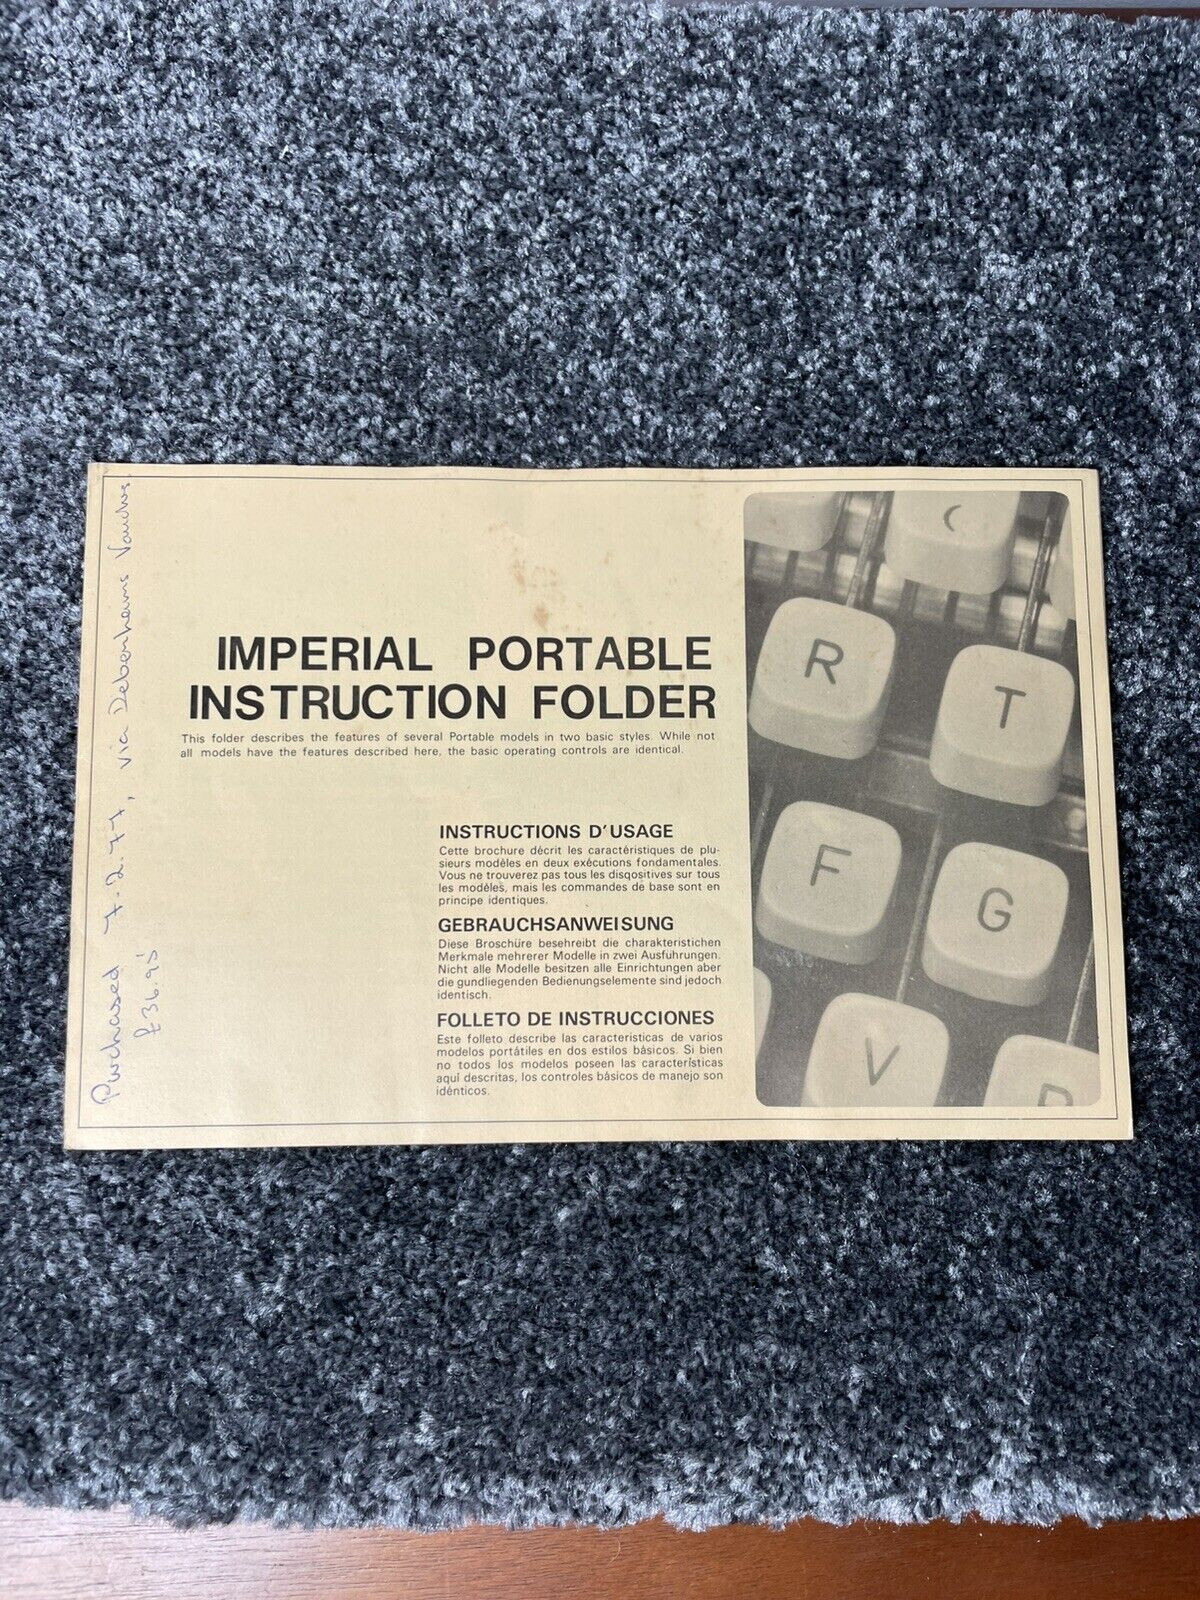 IMPERIAL PORTABLE
INSTRUCTION FOLDER
This folder describes the features of several Portable models in two basic styles. While not
all models have the features described here, the basic operating controls are identical.
INSTRUCTIONS D'USAGE
Cette brochure décrit les caractéristiques de plu-
sieurs modèles en deux exécutions fondamentales.
Vous ne trouverez pas tous les disqositives sur tous
les modéles, mais les commandes de base sont en
principe identiques.
GEBRAUCHSANWEISUNG
Diese Broschüre besehreibt die charakteristichen
Merkmale mehrerer Modelle in zwei Ausführungen.
Nicht alle Modelle besitzen alle Einrichtungen aber
die gundliegenden Bedienungselemente sind jedoch
identisch.
FOLLETO DE INSTRUCCIONES
Este folleto describe las caracteristicas de varios
modelos portátiles en dos estilos básicos. Si bien
no todos los modelos poseen las características
aquí descritas, los controles básicos de manejo son
idénticos.
Purchased 7.2.77, via Debenhams Vouchers
£36.95
(
R T
F G
V